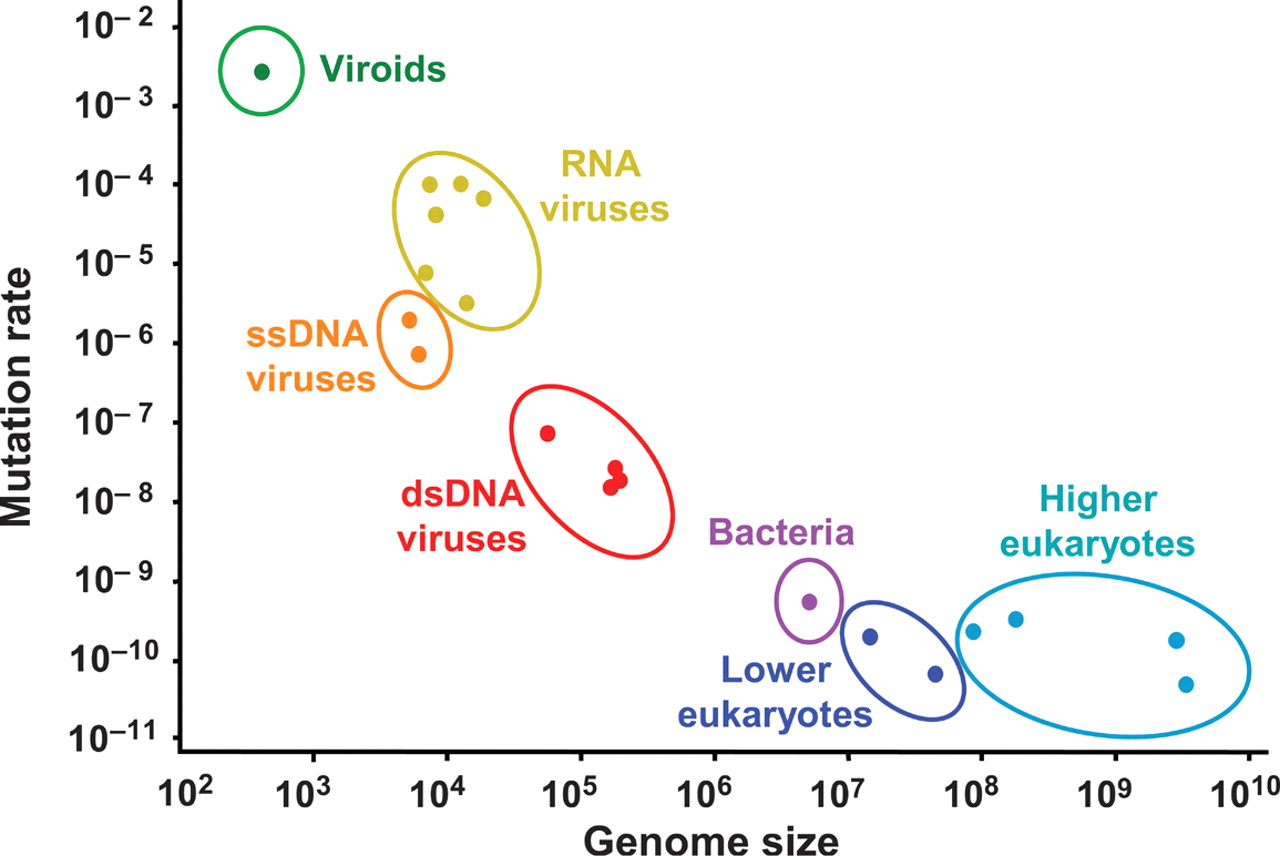 10⁻²
Viroids
10⁻³
RNA
viruses
10⁻⁴
10⁻⁵
ssDNA
viruses
10⁻⁶
10⁻⁷
dsDNA
viruses
10⁻⁸
Bacteria
Higher
eukaryotes
10⁻⁹
Lower
eukaryotes
10⁻¹⁰
10⁻¹¹
Mutation rate
10² 10³ 10⁴ 10⁵ 10⁶ 10⁷ 10⁸ 10⁹ 10¹⁰
Genome size